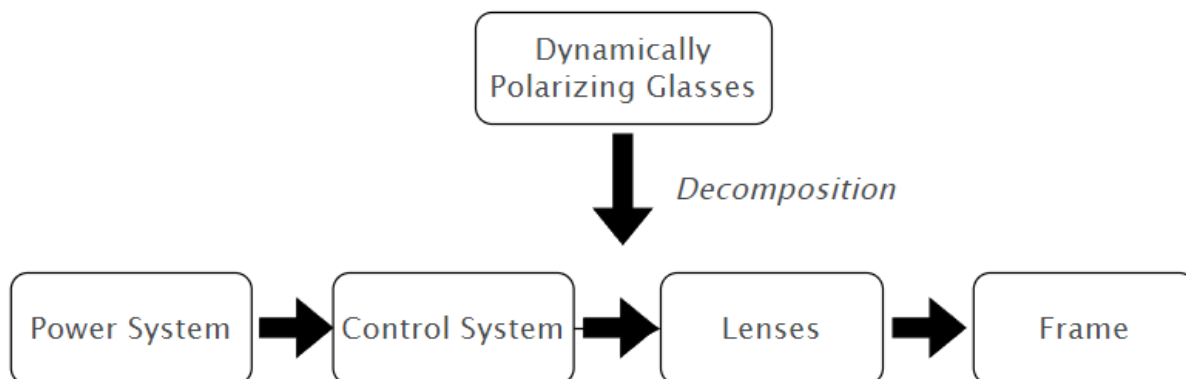 Dynamically
Polarizing Glasses
Decomposition
Power System
Control System
Lenses
Frame